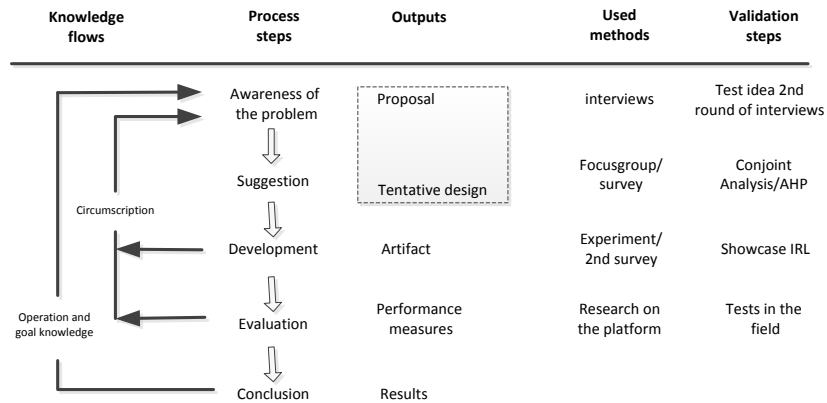 Knowledge
flows
Process
steps
Outputs
Used
methods
Validation
steps
Awareness of
the problem
Proposal
interviews
Test idea 2nd
round of interviews
Suggestion
Tentative design
Focusgroup/
survey
Conjoint
Analysis/AHP
Circumscription
Development
Artifact
Experiment/
2nd survey
Showcase IRL
Operation and
goal knowledge
Evaluation
Performance
measures
Research on
the platform
Tests in the
field
Conclusion
Results